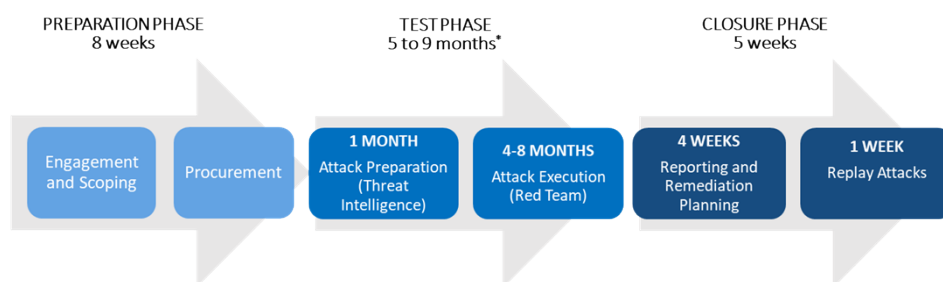 PREPARATION PHASE
8 weeks
TEST PHASE
5 to 9 months*
CLOSURE PHASE
5 weeks
Engagement
and Scoping
Procurement
1 MONTH
Attack Preparation
(Threat
Intelligence)
4-8 MONTHS
Attack Execution
(Red Team)
4 WEEKS
Reporting and
Remediation
Planning
1 WEEK
Replay Attacks